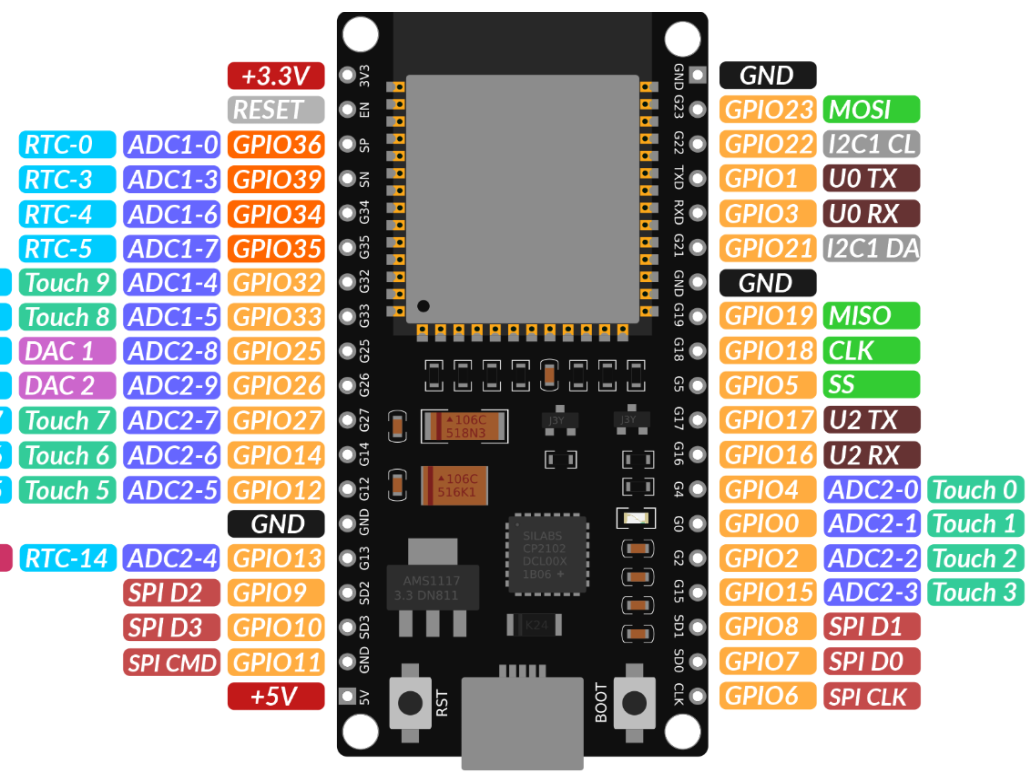 +3.3V 3V3 GND GND
RESET EN G23 GPIO23 MOSI
RTC-0 ADC1-0 GPIO36 SP G22 GPIO22 I2C1 CL
RTC-3 ADC1-3 GPIO39 SN TXD GPIO1 U0 TX
RTC-4 ADC1-6 GPIO34 G34 RXD GPIO3 U0 RX
RTC-5 ADC1-7 GPIO35 G35 G21 GPIO21 I2C1 DA
Touch 9 ADC1-4 GPIO32 G32 GND GND
Touch 8 ADC1-5 GPIO33 G33 G19 GPIO19 MISO
DAC 1 ADC2-8 GPIO25 G25 G18 GPIO18 CLK
DAC 2 ADC2-9 GPIO26 G26 G5 GPIO5 SS
Touch 7 ADC2-7 GPIO27 G27 106C 518N3 J3Y J3Y G17 GPIO17 U2 TX
Touch 6 ADC2-6 GPIO14 G14 G16 GPIO16 U2 RX
Touch 5 ADC2-5 GPIO12 G12 106C 516K1 G4 GPIO4 ADC2-0 Touch 0
GND GND G0 GPIO0 ADC2-1 Touch 1
SILABS
CP2102
DCL00X
1806 +
RTC-14 ADC2-4 GPIO13 G13 G2 GPIO2 ADC2-2 Touch 2
AMS1117
3.3 DN811
SPI D2 GPIO9 SD2 G15 GPIO15 ADC2-3 Touch 3
SPI D3 GPIO10 SD3 K24 SD1 GPIO8 SPI D1
SPI CMD GPIO11 GND SD0 GPIO7 SPI D0
+5V 5V RST BOOT CLK GPIO6 SPI CLK